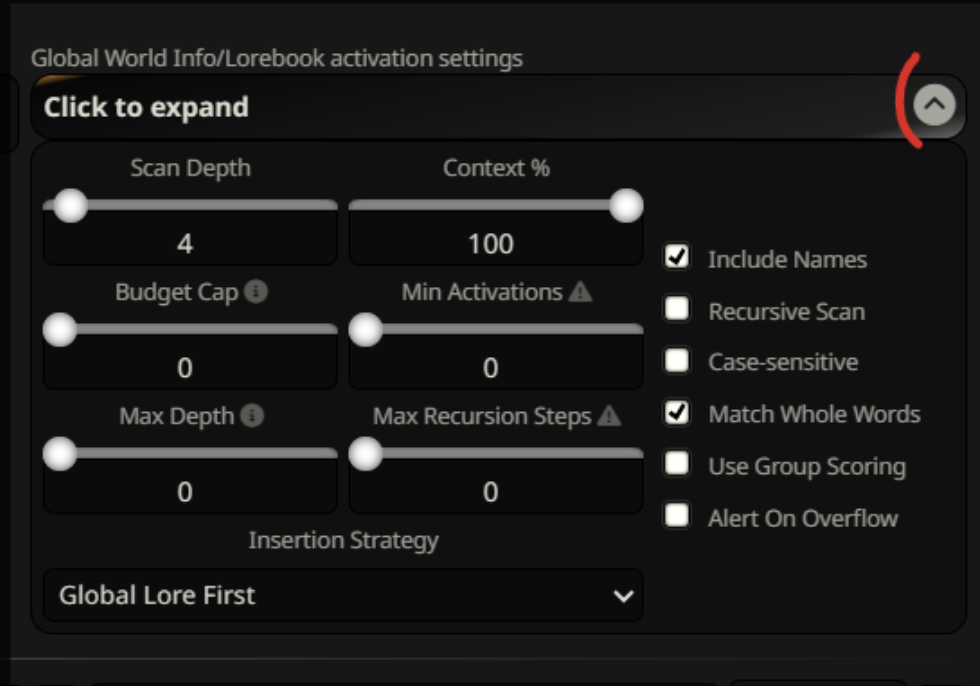 Global World Info/Lorebook activation settings
Click to expand
Scan Depth
4
Context %
100
Budget Cap
0
Min Activations
0
Max Depth
0
Max Recursion Steps
0
Insertion Strategy
Global Lore First
Include Names
Recursive Scan
Case-sensitive
Match Whole Words
Use Group Scoring
Alert On Overflow